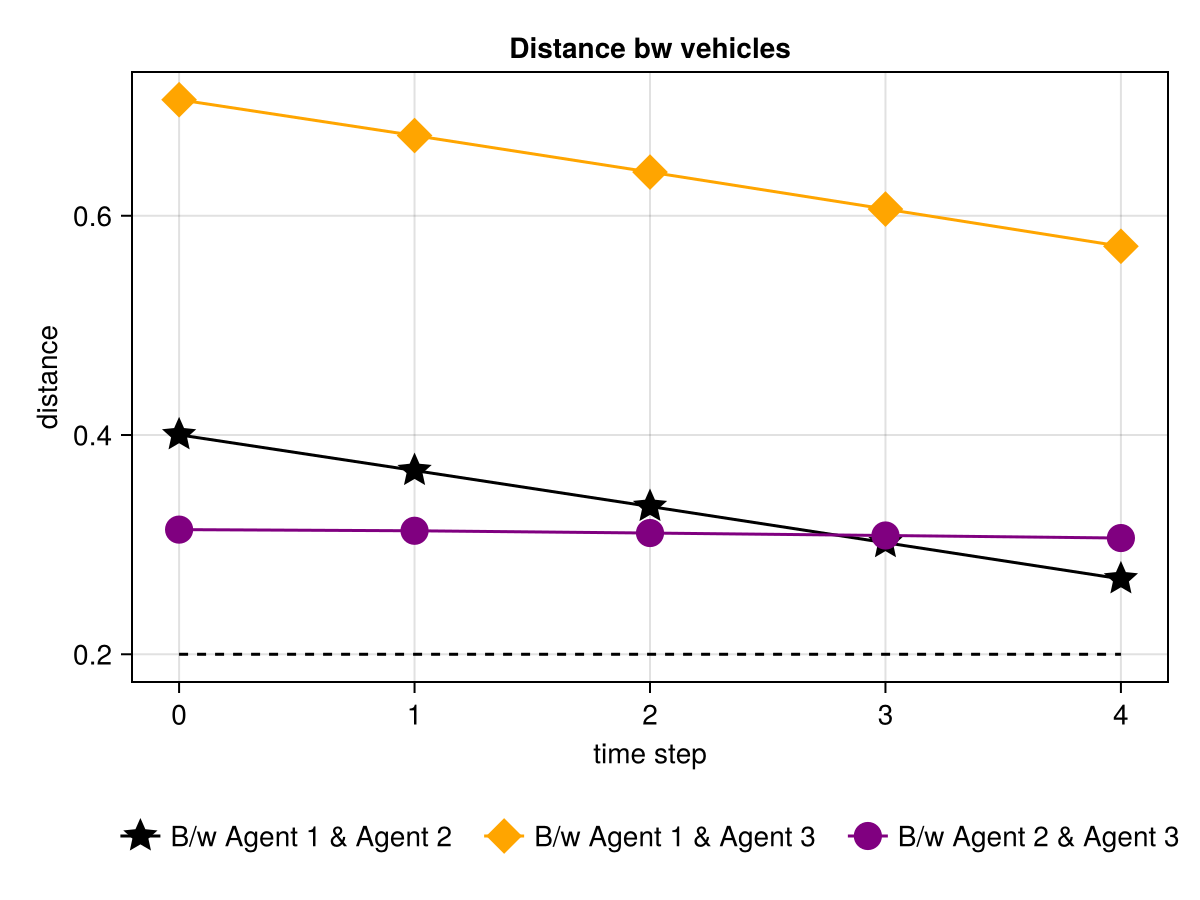 Distance bw vehicles
distance
0.6
0.4
0.2
0 1 2 3 4
time step
B/w Agent 1 & Agent 2 B/w Agent 1 & Agent 3 B/w Agent 2 & Agent 3